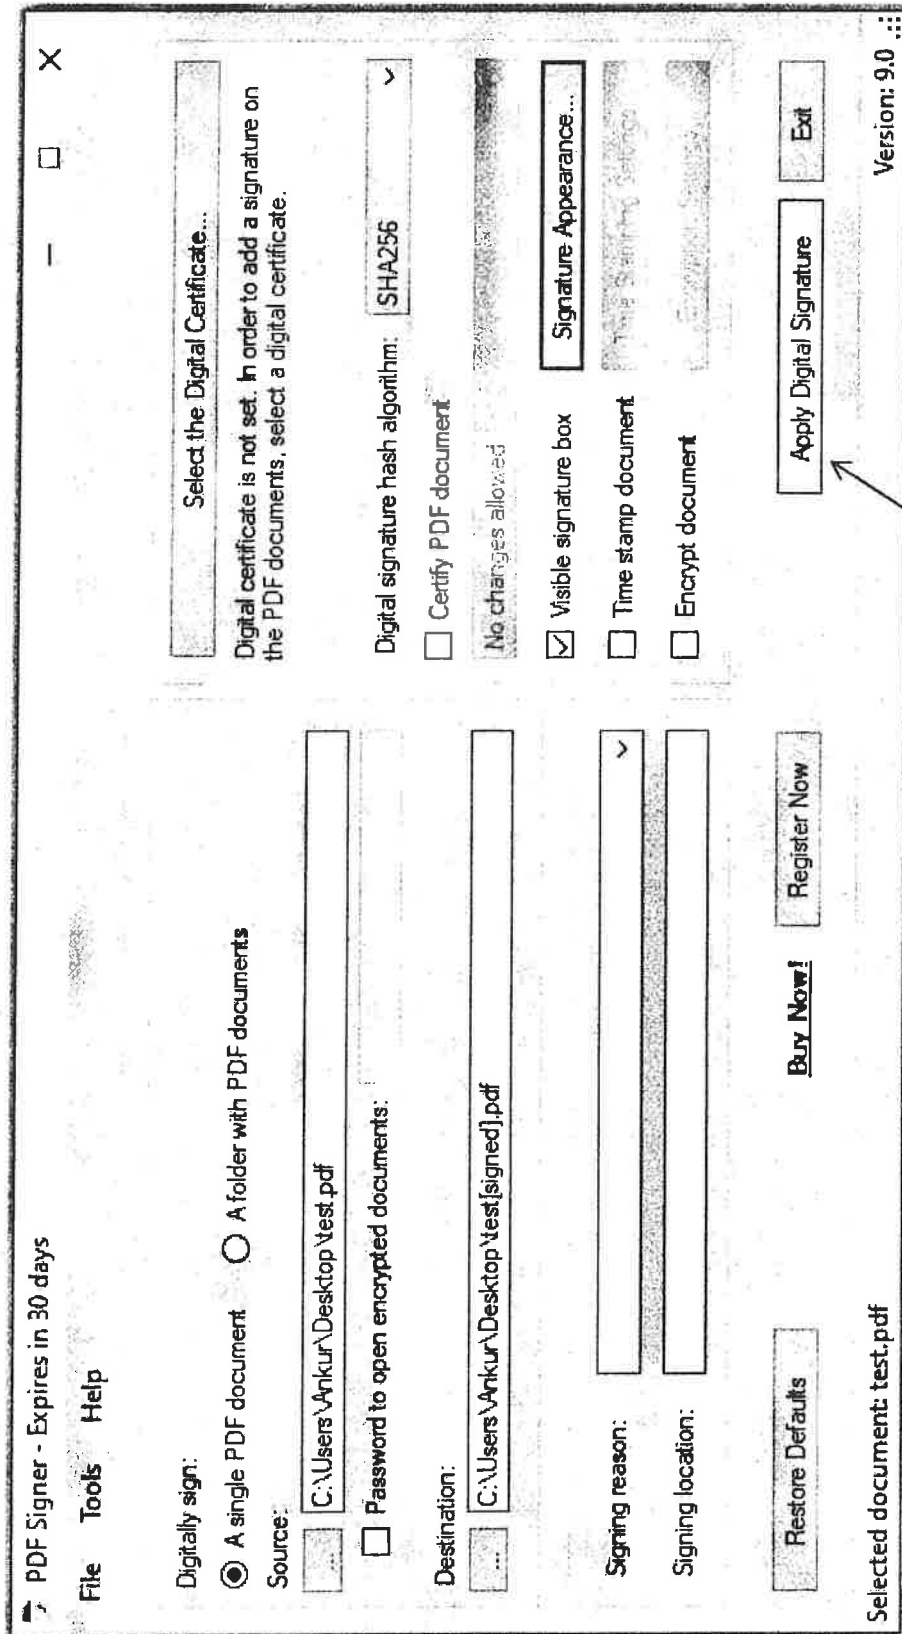 PDF Signer - Expires in 30 days
File Tools Help
Digitally sign:
A single PDF document
A folder with PDF documents
Source:
... C:\Users\Ankur\Desktop\test.pdf
Password to open encrypted documents:
Destination:
... C:\Users\Ankur\Desktop\test[signed].pdf
Signing reason:
Signing location:
Select the Digital Certificate...
Digital certificate is not set. In order to add a signature on
the PDF documents, select a digital certificate.
Digital signature hash algorithm: SHA256
Certify PDF document
No changes allowed
Visible signature box
Signature Appearance...
Time stamp document
Encrypt document
Restore Defaults
Buy Now!
Register Now
Apply Digital Signature
Exit
Selected document: test.pdf
Version: 9.0